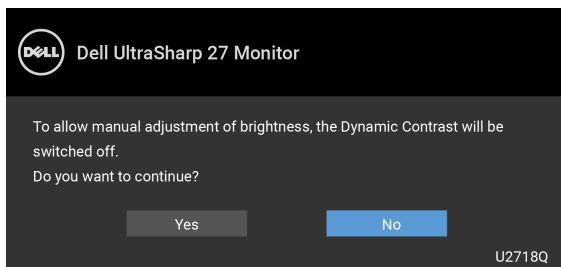 DELL
Dell UltraSharp 27 Monitor
To allow manual adjustment of brightness, the Dynamic Contrast will be
switched off.
Do you want to continue?
Yes
No
U2718Q